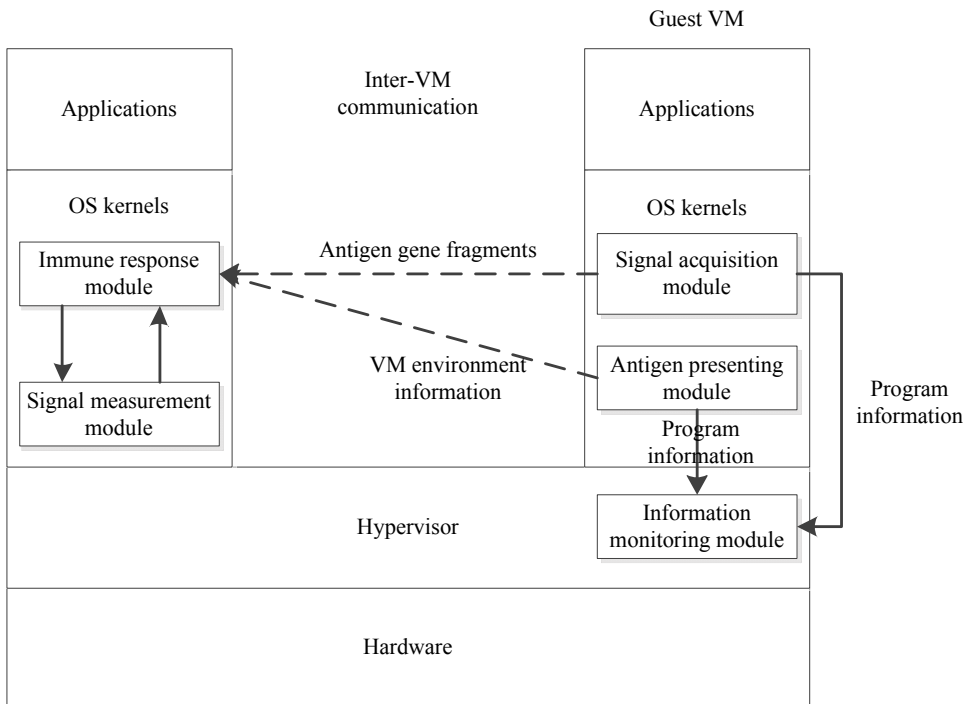 Guest VM
Applications
Inter-VM
communication
Applications
OS kernels
OS kernels
Immune response
module
Antigen gene fragments
Signal acquisition
module
Signal measurement
module
VM environment
information
Antigen presenting
module
Program
information
Program
information
Hypervisor
Information
monitoring module
Hardware